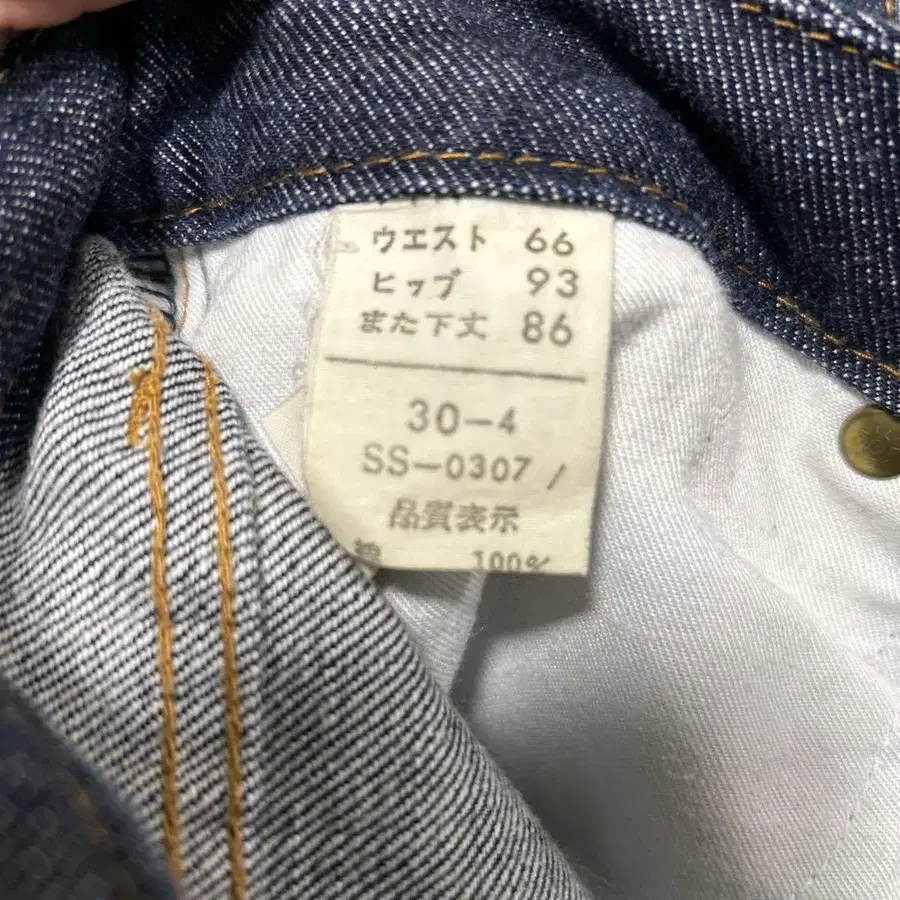 ウエスト 66
ヒップ 93
また下丈 86
30-4
SS-0307 /
品質表示
綿 100%